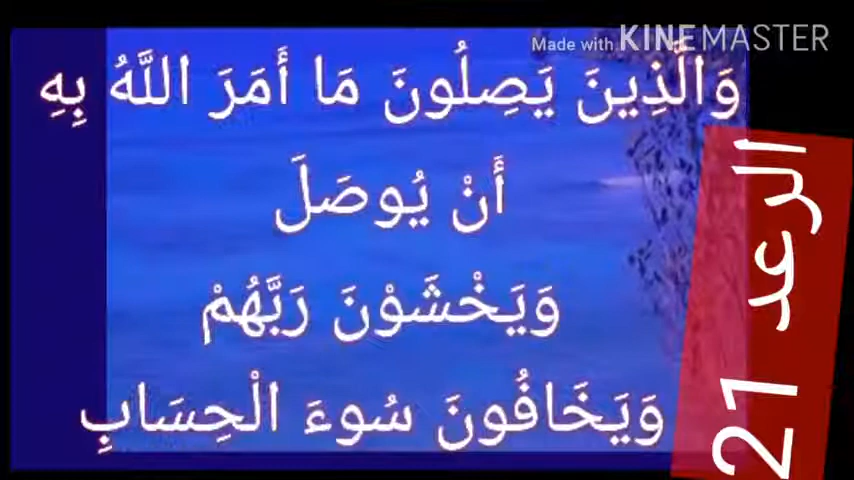 Made with KINEMASTER
وَالَّذِينَ يَصِلُونَ مَا أَمَرَ اللَّهُ بِهِ
أَنْ يُوصَلَ
وَيَخْشَوْنَ رَبَّهُمْ
وَيَخَافُونَ سُوءَ الْحِسَابِ
الرعد 21